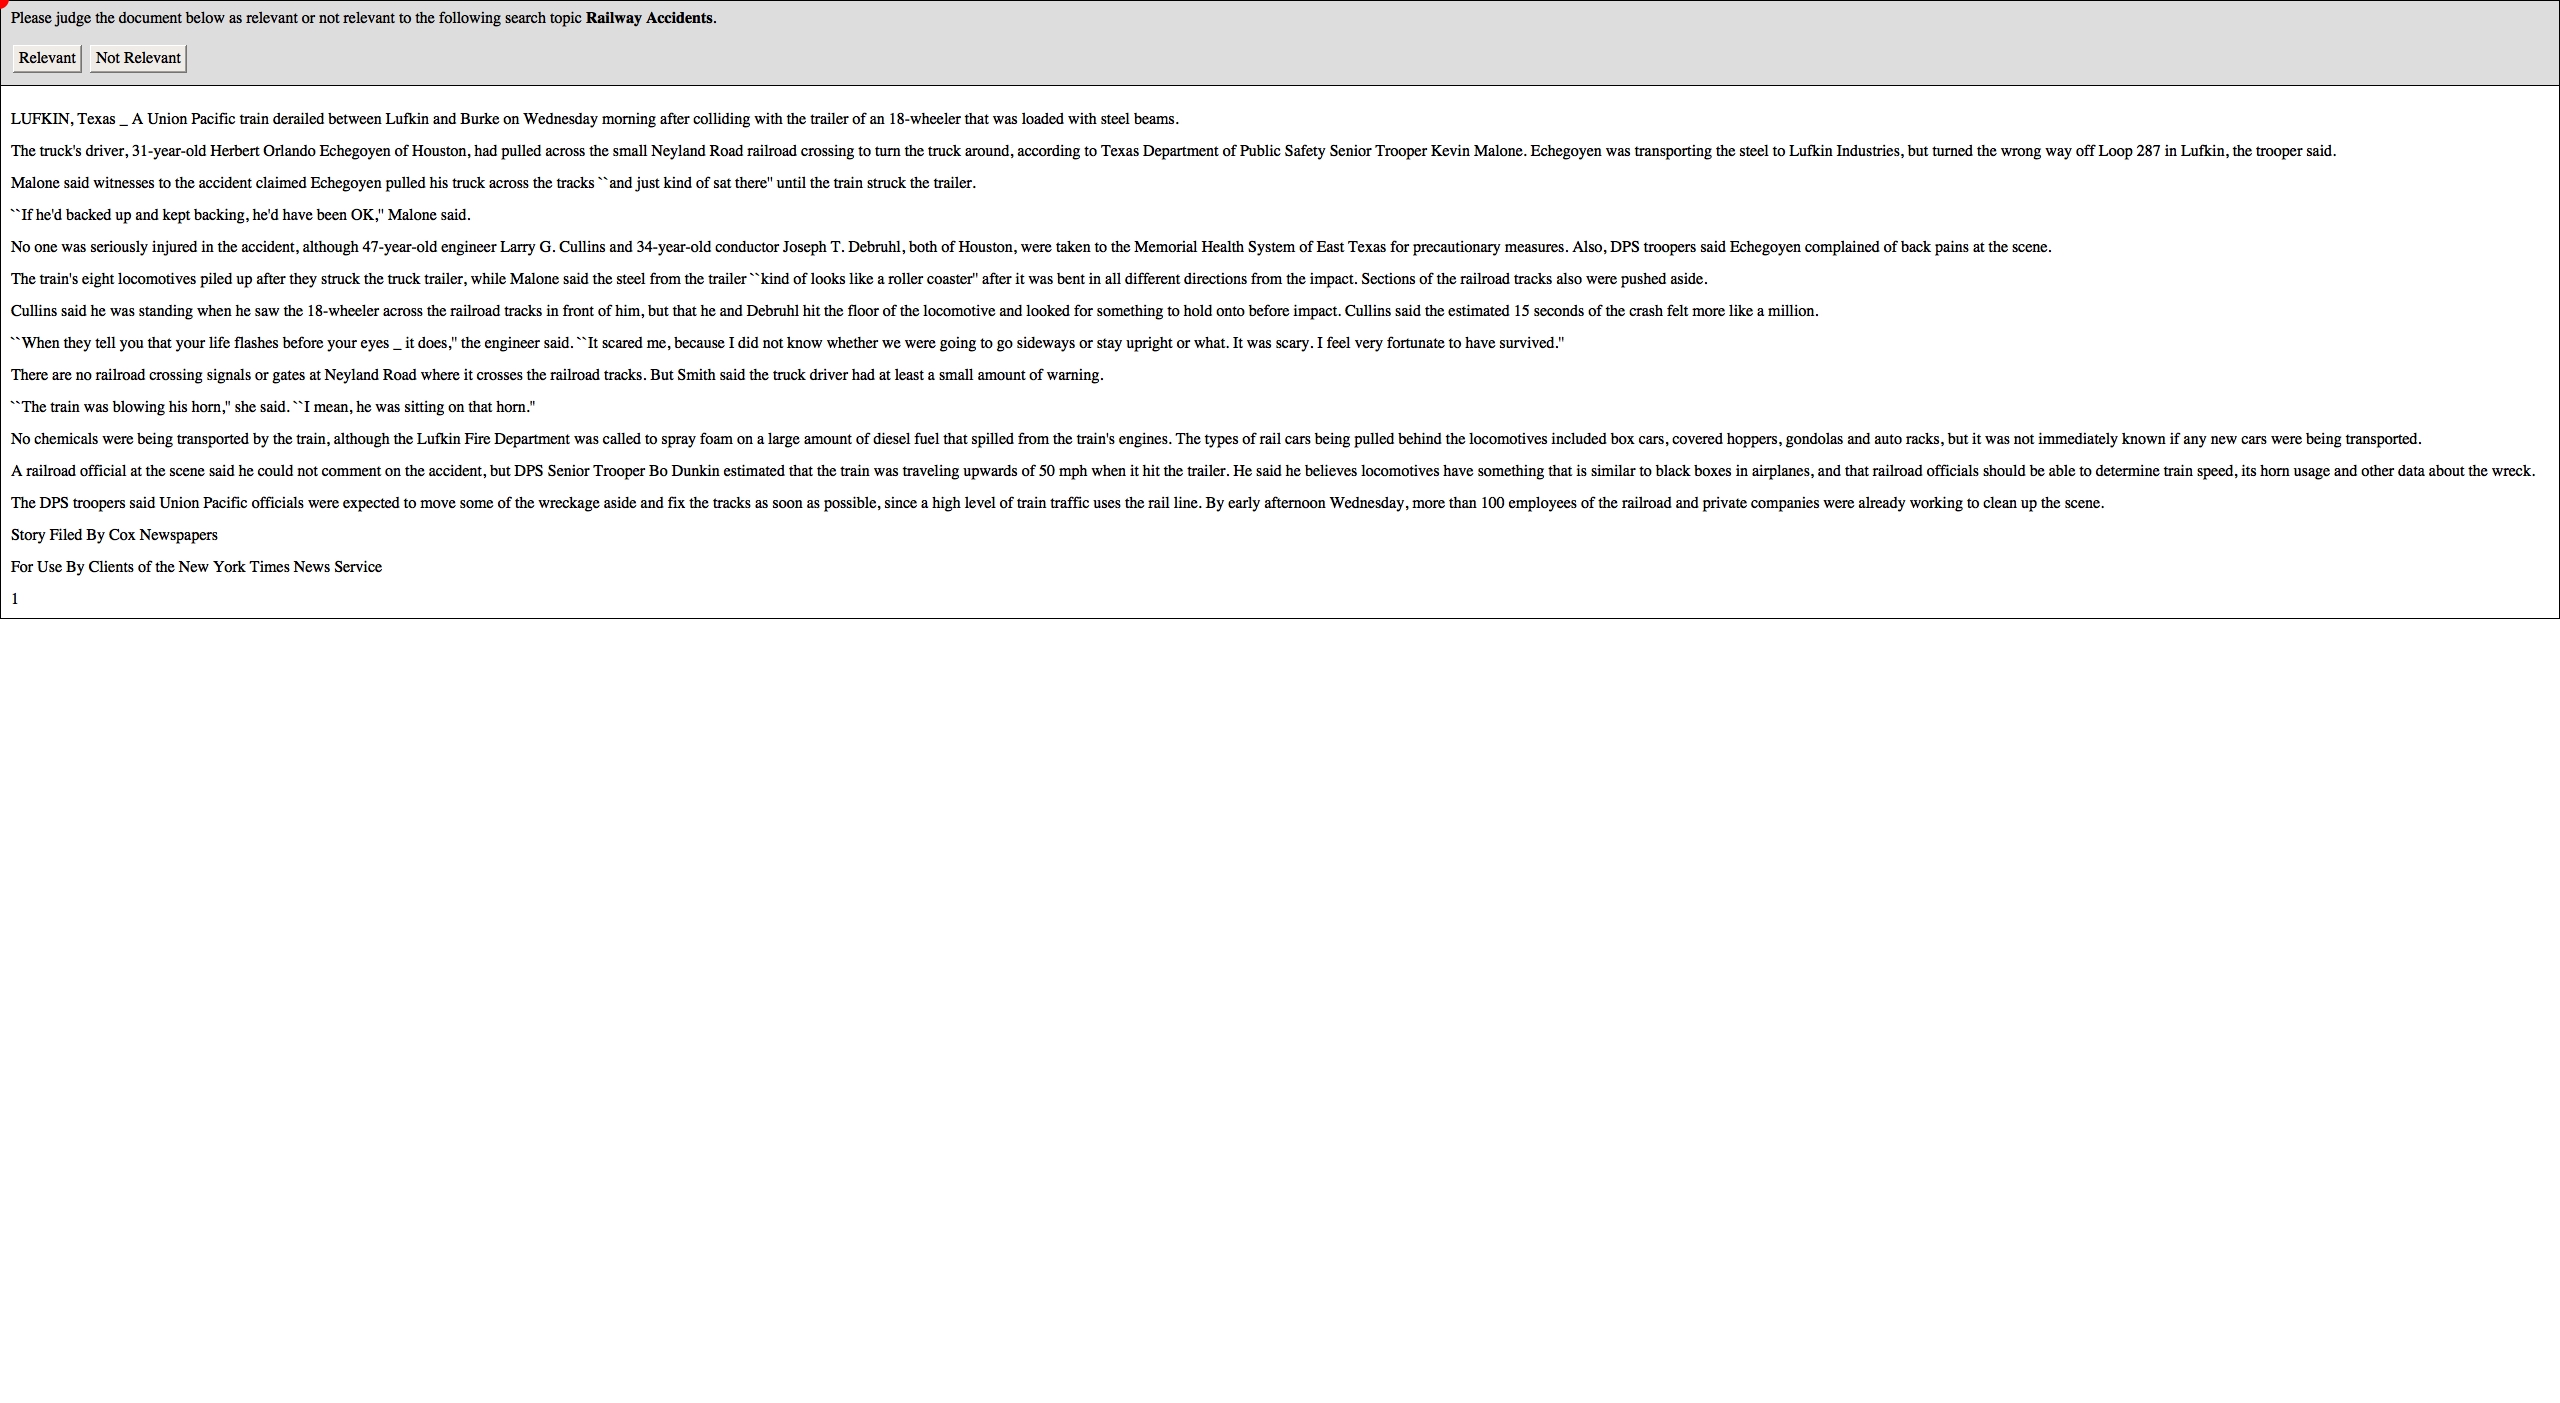 Please judge the document below as relevant or not relevant to the following search topic Railway Accidents.
Relevant Not Relevant
LUFKIN, Texas _ A Union Pacific train derailed between Lufkin and Burke on Wednesday morning after colliding with the trailer of an 18-wheeler that was loaded with steel beams.
The truck's driver, 31-year-old Herbert Orlando Echegoyen of Houston, had pulled across the small Neyland Road railroad crossing to turn the truck around, according to Texas Department of Public Safety Senior Trooper Kevin Malone. Echegoyen was transporting the steel to Lufkin Industries, but turned the wrong way off Loop 287 in Lufkin, the trooper said.
Malone said witnesses to the accident claimed Echegoyen pulled his truck across the tracks ``and just kind of sat there'' until the train struck the trailer.
``If he'd backed up and kept backing, he'd have been OK,'' Malone said.
No one was seriously injured in the accident, although 47-year-old engineer Larry G. Cullins and 34-year-old conductor Joseph T. Debruhl, both of Houston, were taken to the Memorial Health System of East Texas for precautionary measures. Also, DPS troopers said Echegoyen complained of back pains at the scene.
The train's eight locomotives piled up after they struck the truck trailer, while Malone said the steel from the trailer ``kind of looks like a roller coaster'' after it was bent in all different directions from the impact. Sections of the railroad tracks also were pushed aside.
Cullins said he was standing when he saw the 18-wheeler across the railroad tracks in front of him, but that he and Debruhl hit the floor of the locomotive and looked for something to hold onto before impact. Cullins said the estimated 15 seconds of the crash felt more like a million.
``When they tell you that your life flashes before your eyes _ it does,'' the engineer said. ``It scared me, because I did not know whether we were going to go sideways or stay upright or what. It was scary. I feel very fortunate to have survived.''
There are no railroad crossing signals or gates at Neyland Road where it crosses the railroad tracks. But Smith said the truck driver had at least a small amount of warning.
``The train was blowing his horn,'' she said. ``I mean, he was sitting on that horn.''
No chemicals were being transported by the train, although the Lufkin Fire Department was called to spray foam on a large amount of diesel fuel that spilled from the train's engines. The types of rail cars being pulled behind the locomotives included box cars, covered hoppers, gondolas and auto racks, but it was not immediately known if any new cars were being transported.
A railroad official at the scene said he could not comment on the accident, but DPS Senior Trooper Bo Dunkin estimated that the train was traveling upwards of 50 mph when it hit the trailer. He said he believes locomotives have something that is similar to black boxes in airplanes, and that railroad officials should be able to determine train speed, its horn usage and other data about the wreck.
The DPS troopers said Union Pacific officials were expected to move some of the wreckage aside and fix the tracks as soon as possible, since a high level of train traffic uses the rail line. By early afternoon Wednesday, more than 100 employees of the railroad and private companies were already working to clean up the scene.
Story Filed By Cox Newspapers
For Use By Clients of the New York Times News Service
1